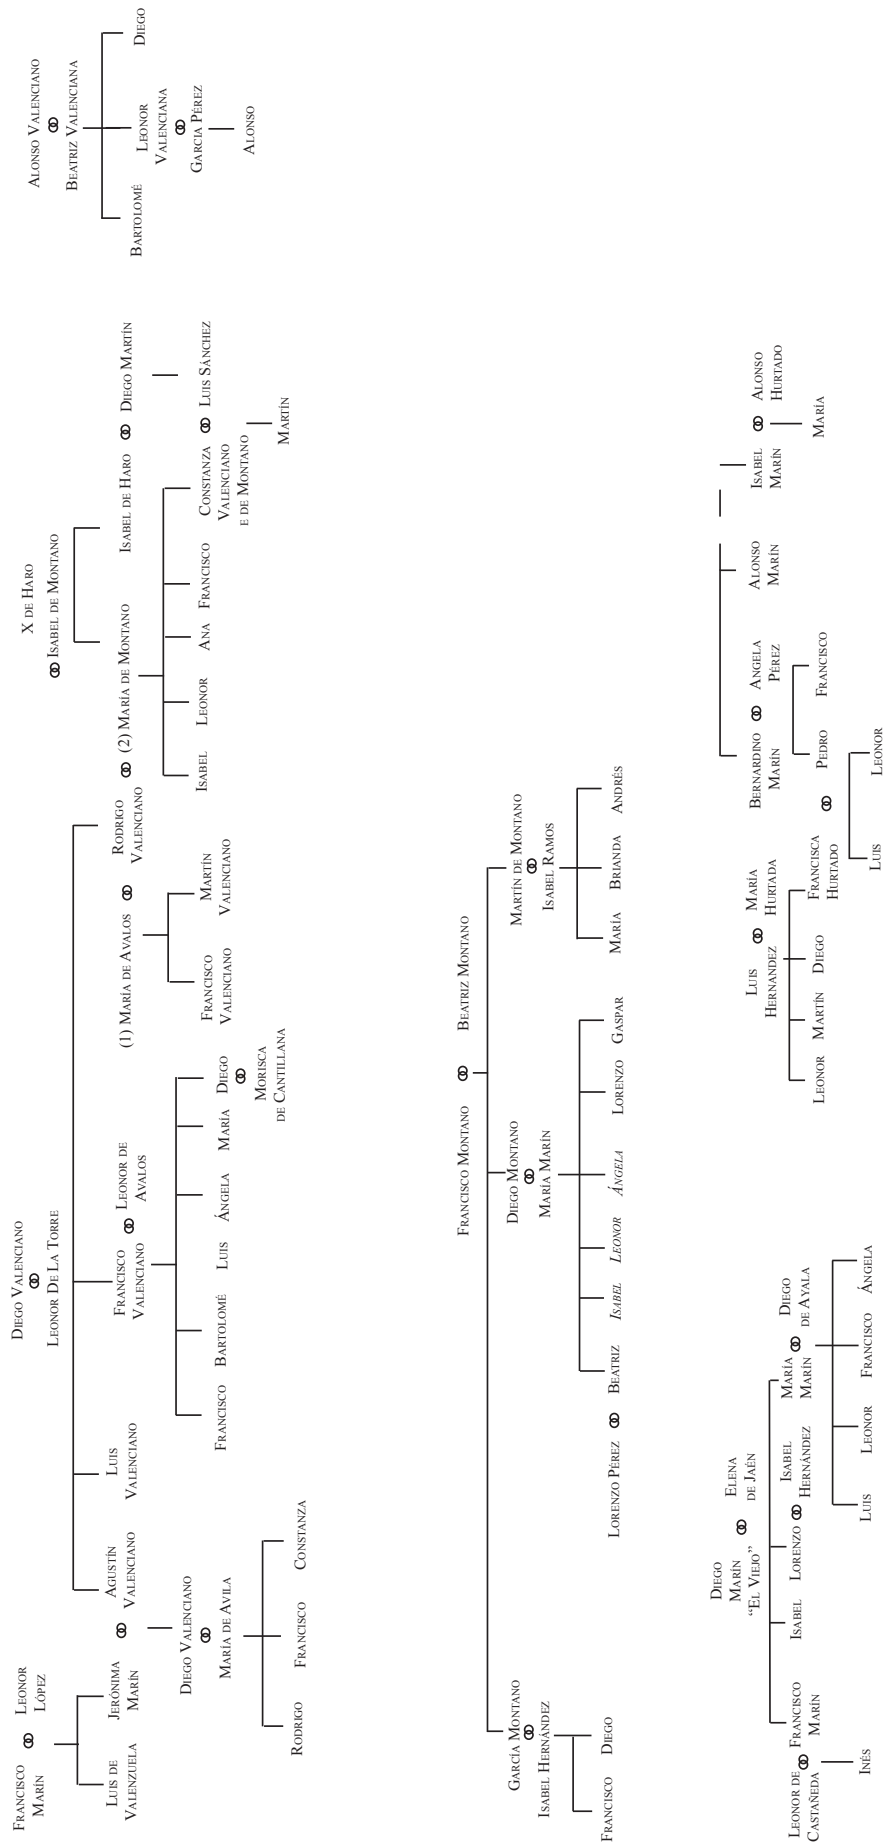 Francisco
Marín
Leonor
López
Luis de
Valenzuela
Jerónima
Marín
Diego Valenciano
Leonor De La Torre
Agustín
Valenciano
Luis
Valenciano
Francisco
Valenciano
Leonor de
Avalos
(1) María de Avalos
Rodrigo
Valenciano
(2) María de Montano
X de Haro
Isabel de Montano
Isabel de Haro
Diego Martín
Diego Valenciano
María de Avila
Rodrigo
Francisco
Constanza
Francisco
Bartolomé
Luis
Ángela
María
Diego
Morisca
de Cantillana
Francisco
Valenciano
Martín
Valenciano
Isabel
Leonor
Ana
Francisco
Constanza
Valenciano
e de Montano
Luis Sánchez
Martín
Alonso Valenciano
Beatriz Valenciana
Bartolomé
Leonor
Valenciana
Diego
Garcia Pérez
Alonso
Francisco Montano
Beatriz Montano
García Montano
Isabel Hernández
Francisco
Diego
Diego Montano
María Marín
Martín de Montano
Isabel Ramos
Lorenzo Pérez
Beatriz
Isabel
Leonor
Ángela
Lorenzo
Gaspar
María
Brianda
Andrés
Diego
Marín
“El Viejo”
Elena
de Jaén
Leonor de
Castañeda
Francisco
Marín
Isabel
Lorenzo
Isabel
Hernández
María
Marín
Diego
de Ayala
Inés
Luis
Leonor
Francisco
Ángela
Luis
Hernandez
María
Hurtada
Leonor
Martín
Diego
Francisca
Hurtado
Bernardino
Marín
Angela
Pérez
Pedro
Francisco
Luis
Leonor
Alonso
Marín
Isabel
Marín
Alonso
Hurtado
María